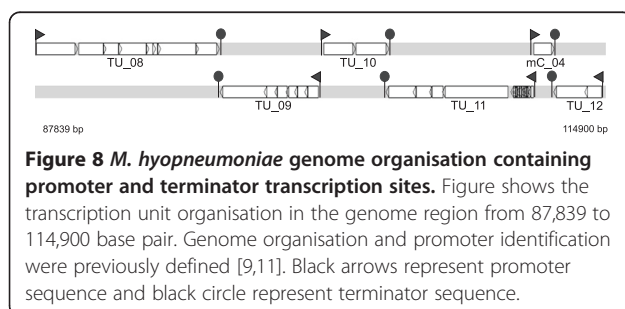 TU_08 TU_10 mC_04
TU_09 TU_11 TU_12
87839 bp 114900 bp
Figure 8 M. hyopneumoniae genome organisation containing
promoter and terminator transcription sites. Figure shows the
transcription unit organisation in the genome region from 87,839 to
114,900 base pair. Genome organisation and promoter identification
were previously defined [9,11]. Black arrows represent promoter
sequence and black circle represent terminator sequence.